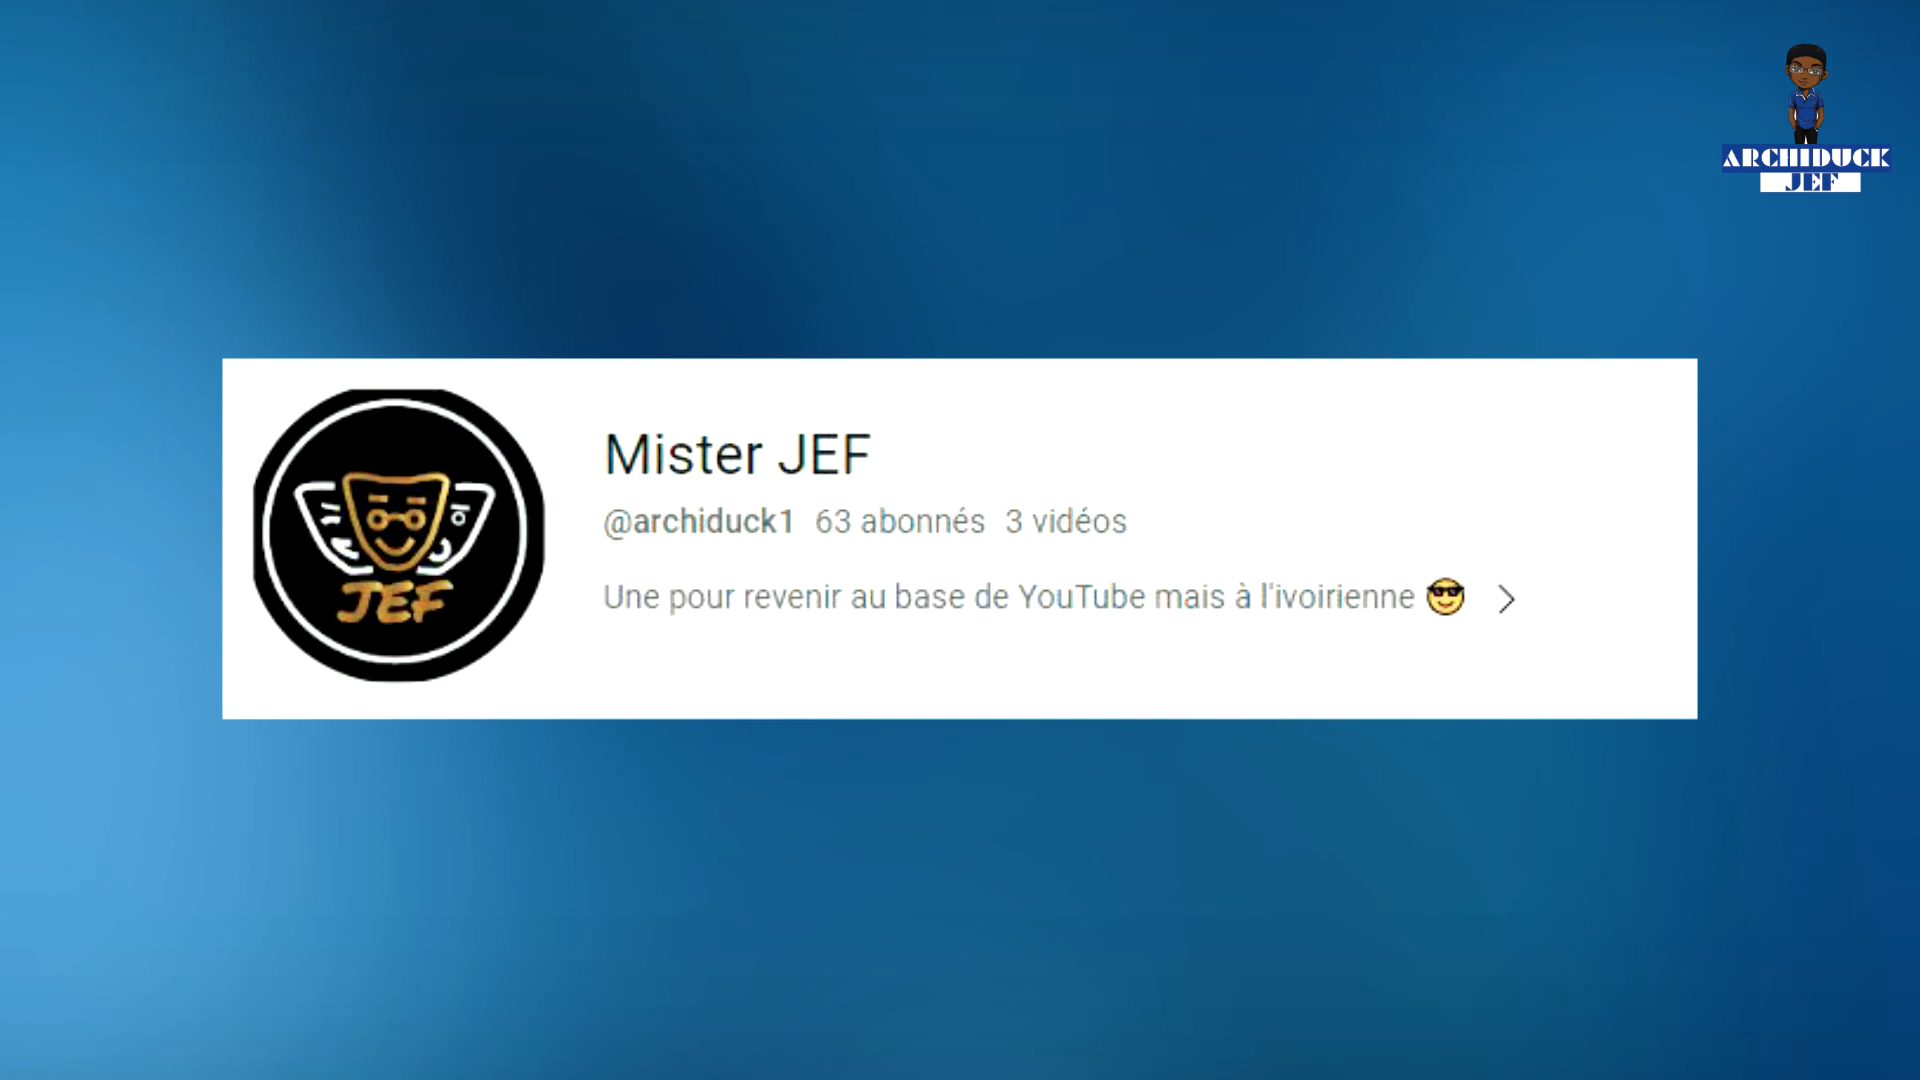 ARCHIDUCK
JEF
JEF
Mister JEF
@archiduck1 63 abonnés 3 vidéos
Une pour revenir au base de YouTube mais à l'ivoirienne 😎 >